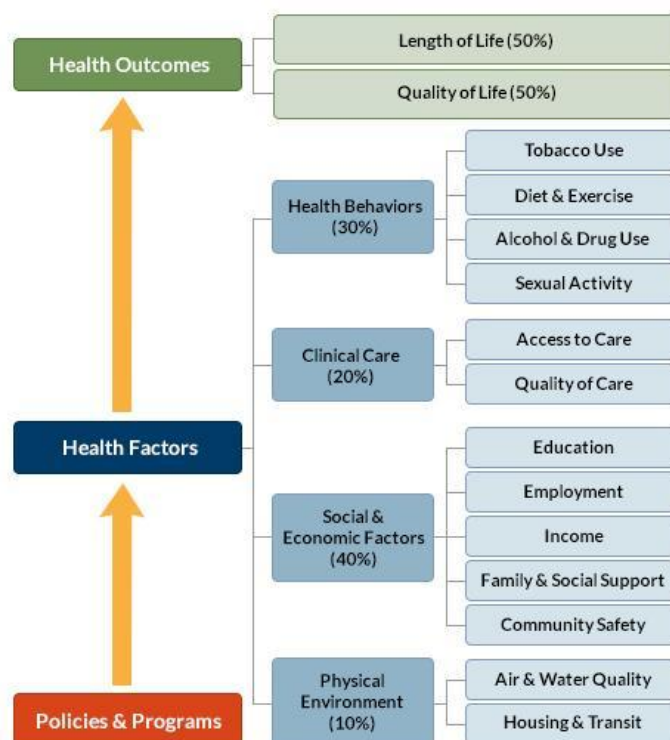 Health Outcomes
Length of Life (50%)
Quality of Life (50%)
Health Factors
Health Behaviors
(30%)
Tobacco Use
Diet & Exercise
Alcohol & Drug Use
Sexual Activity
Clinical Care
(20%)
Access to Care
Quality of Care
Social &
Economic Factors
(40%)
Education
Employment
Income
Family & Social Support
Community Safety
Physical
Environment
(10%)
Air & Water Quality
Housing & Transit
Policies & Programs